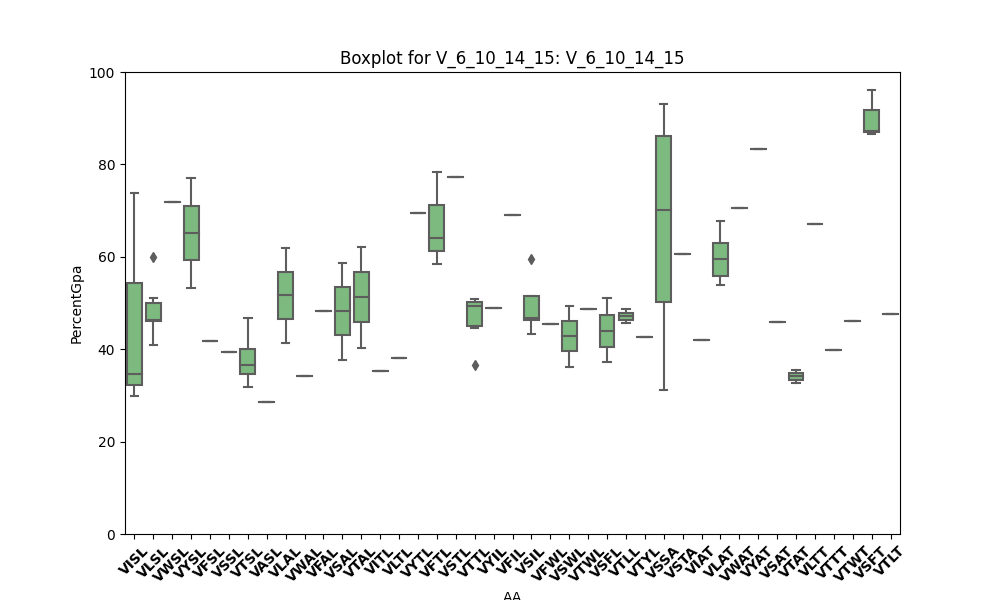 Boxplot for V_6_10_14_15: V_6_10_14_15
PercentGpa
100
80
60
40
20
0
VISL
VLSL
VWSL
VYSL
VFSL
VSSL
VTSL
VASL
VLAL
VWAL
VFAL
VSAL
VTAL
VITL
VLTL
VYTL
VFTL
VSTL
VTTL
VYIL
VFIL
VSIL
VFWL
VSWL
VTWL
VSFL
VTLL
VTYL
VSSA
VSTA
VIAT
VLAT
VWAT
VYAT
VSAT
VTAT
VLTT
VTTT
VTWT
VSFT
VTLT
AA